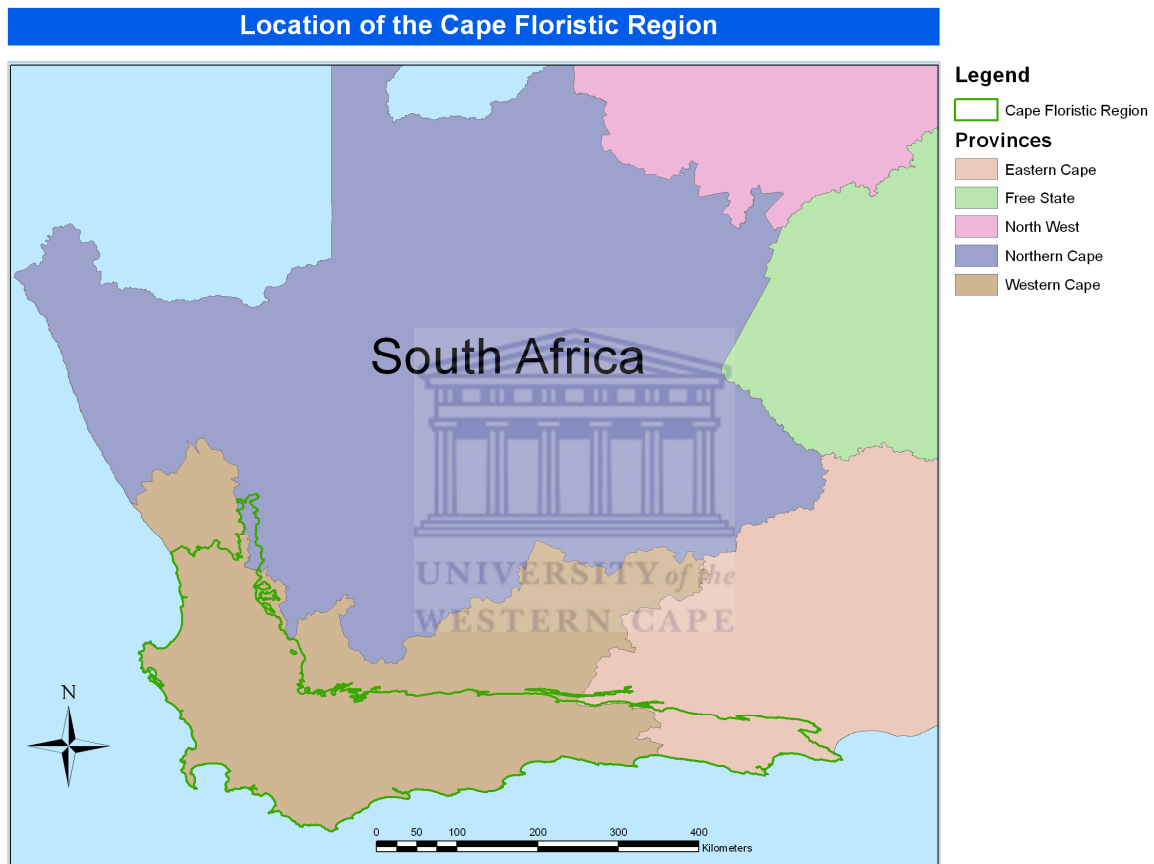 Location of the Cape Floristic Region
Legend
Cape Floristic Region
Provinces
Eastern Cape
Free State
North West
Northern Cape
Western Cape
South Africa
UNIVERSITY of the
WESTERN CAPE
N
0 50 100 200 300 400
Kilometers